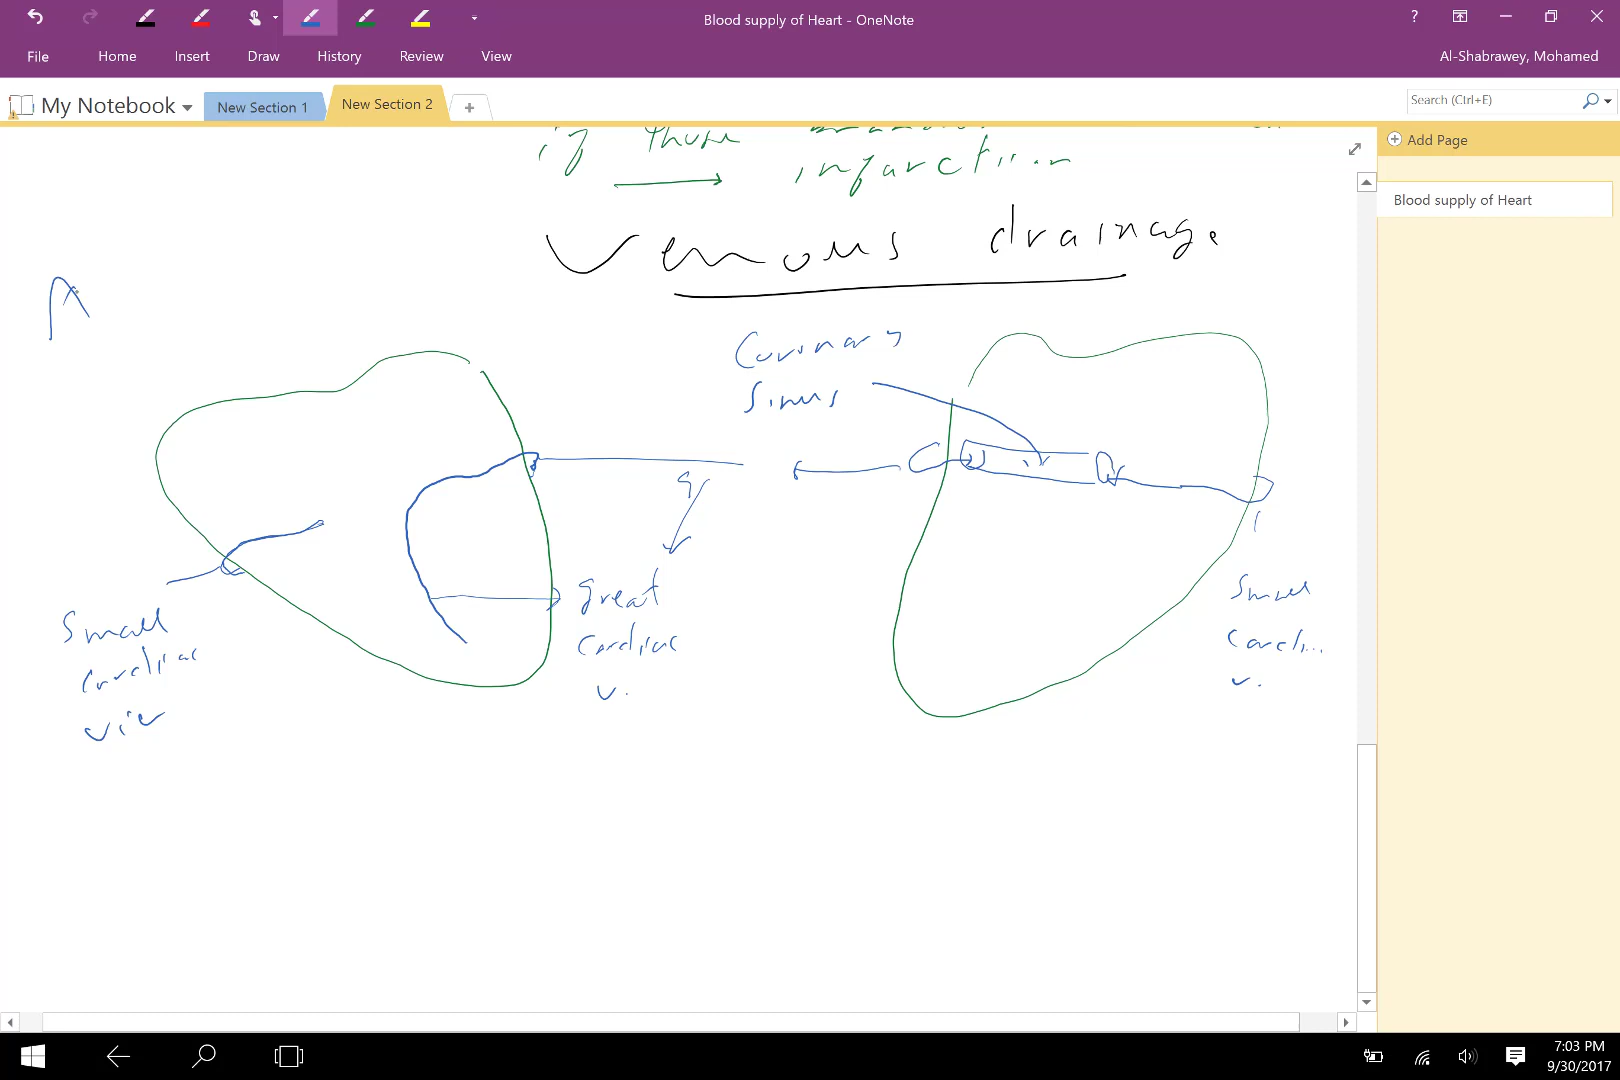 Blood supply of Heart - OneNote
?
File Home Insert Draw History Review View
Al-Shabrawey, Mohamed
My Notebook
New Section 1
New Section 2
Search (Ctrl+E)
Add Page
Blood supply of Heart
if those
infarction
Venous drainage
Coronary
Sinus
Small
Cardiac
great
cardiac
v.
Small
v.
7:03 PM
9/30/2017